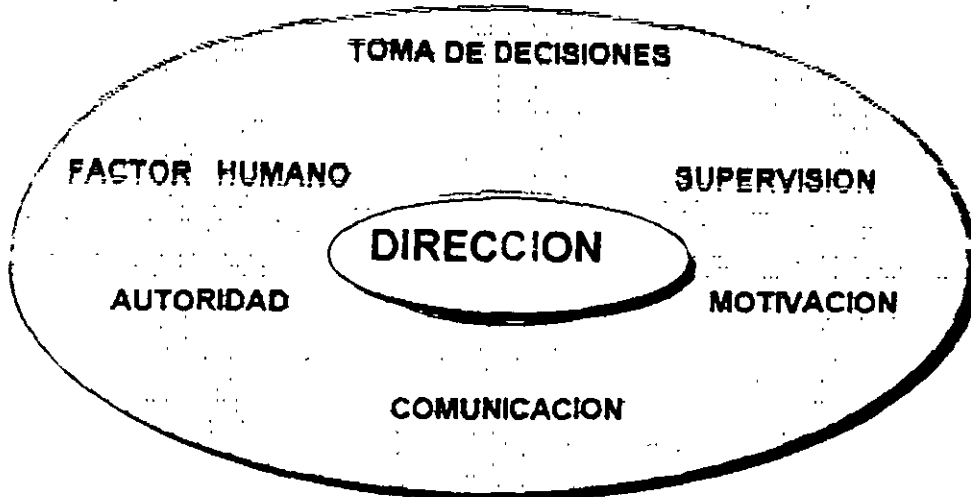 TOMA DE DECISIONES
FACTOR HUMANO
SUPERVISION
DIRECCION
AUTORIDAD
MOTIVACION
COMUNICACION